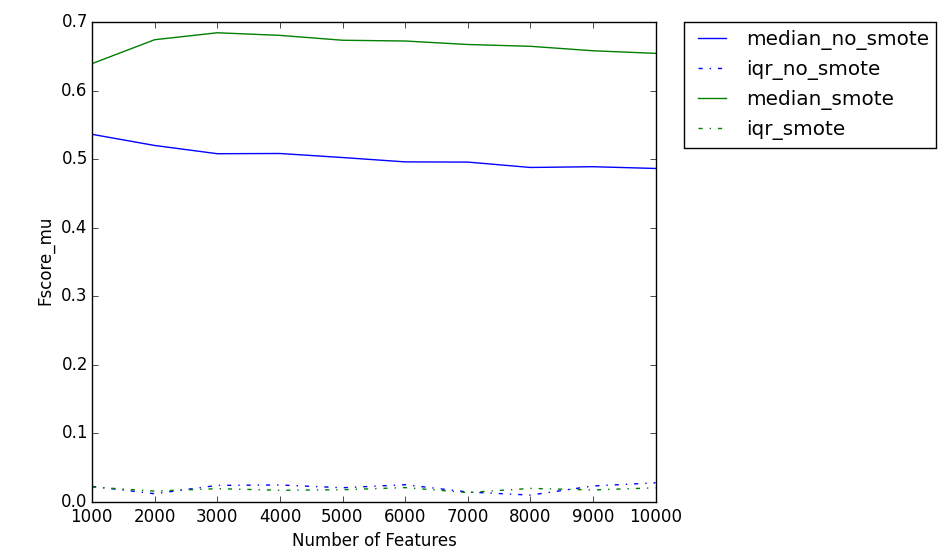 0.7
0.6
0.5
0.4
0.3
0.2
0.1
0.0
Fscore_mu
1000 2000 3000 4000 5000 6000 7000 8000 9000 10000
Number of Features
median_no_smote
iqr_no_smote
median_smote
iqr_smote